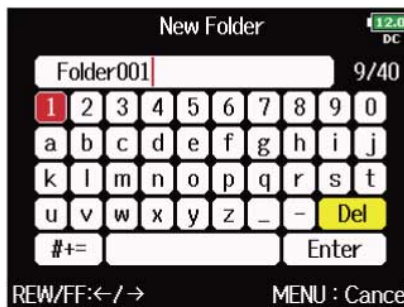 New Folder
12.0
DC
Folder001 9/40
1 2 3 4 5 6 7 8 9 0
a b c d e f g h i j
k l m n o p q r s t
u v w x y z _ - Del
#+= Enter
REW/FF:←/→ MENU : Cance